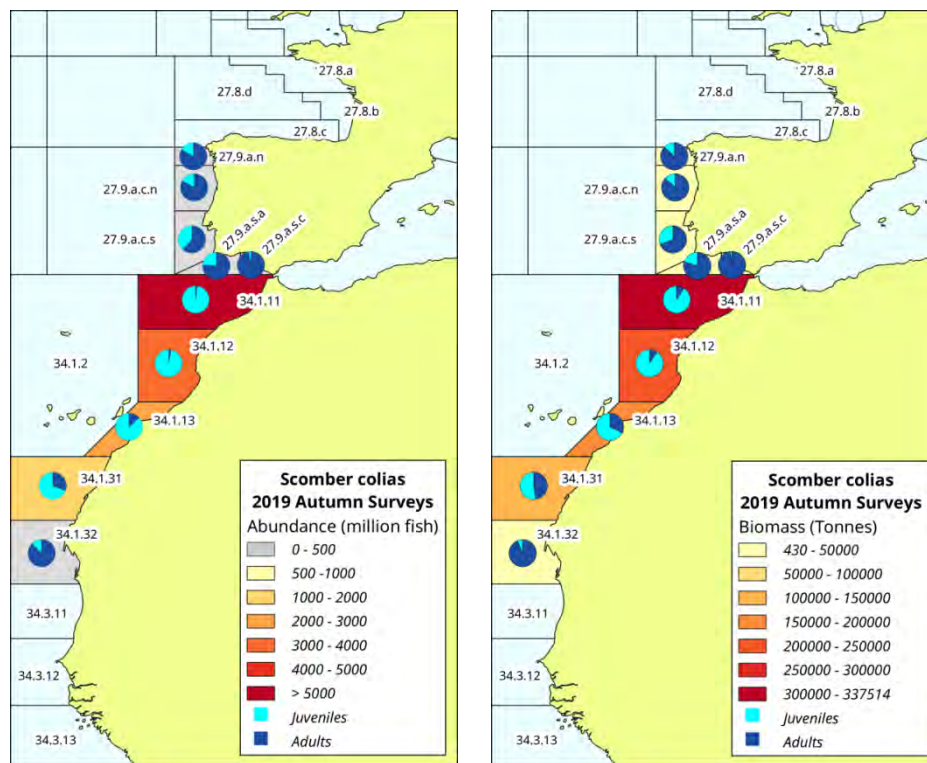 27.8.a
27.8.d
27.8.b
27.8.c
27,9.a.n
27.9.a.c.n
27.9.a.s.a
27.9.a.s.c
27.9.a.c.s
34.1.11
34.1.12
34.1.2
34.1.13
34.1.31
34.1.32
34.3.11
34.3.12
34.3.13
Scomber colias
2019 Autumn Surveys
Abundance (million fish)
0 - 500
500 -1000
1000 - 2000
2000 - 3000
3000 - 4000
4000 - 5000
> 5000
Juveniles
Adults
27.8.a
27.8.d
27.8.b
27.8.c
27,9.a.n
27.9.a.c.n
27.9.a.s.a
27.9.a.s.c
27.9.a.c.s
34.1.11
34.1.12
34.1.2
34.1.13
34.1.31
34.1.32
34.3.11
34.3.12
34.3.13
Scomber colias
2019 Autumn Surveys
Biomass (Tonnes)
430 - 50000
50000 - 100000
100000 - 150000
150000 - 200000
200000 - 250000
250000 - 300000
300000 - 337514
Juveniles
Adults